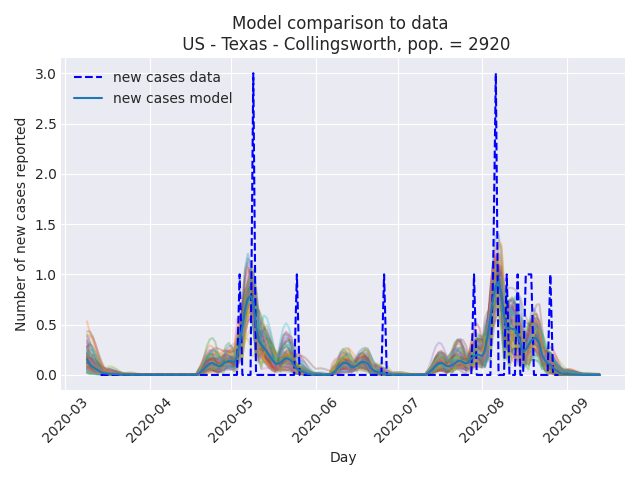 Model comparison to data
US - Texas - Collingsworth, pop. = 2920
new cases data
new cases model
Number of new cases reported
3.0
2.5
2.0
1.5
1.0
0.5
0.0
2020-03
2020-04
2020-05
2020-06
2020-07
2020-08
2020-09
Day